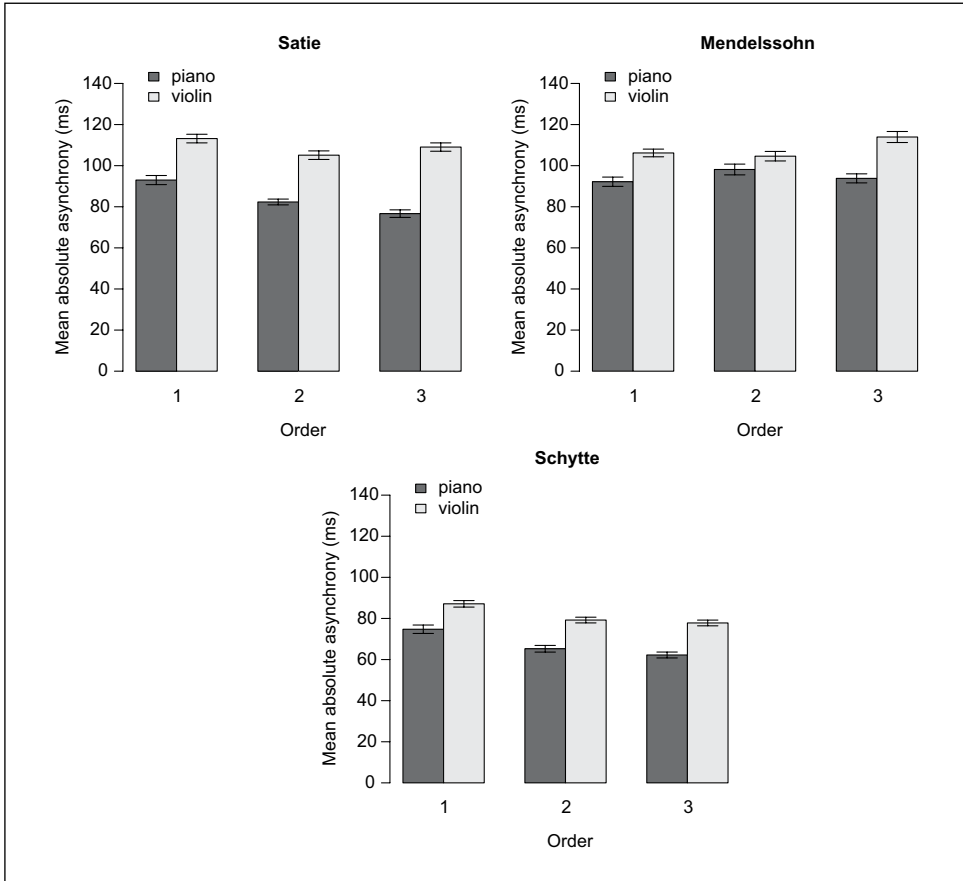 Satie
piano
violin
Mean absolute asynchrony (ms)
140
120
100
80
60
40
20
0
1 2 3
Order
Mendelssohn
piano
violin
Mean absolute asynchrony (ms)
140
120
100
80
60
40
20
0
1 2 3
Order
Schytte
piano
violin
Mean absolute asynchrony (ms)
140
120
100
80
60
40
20
0
1 2 3
Order